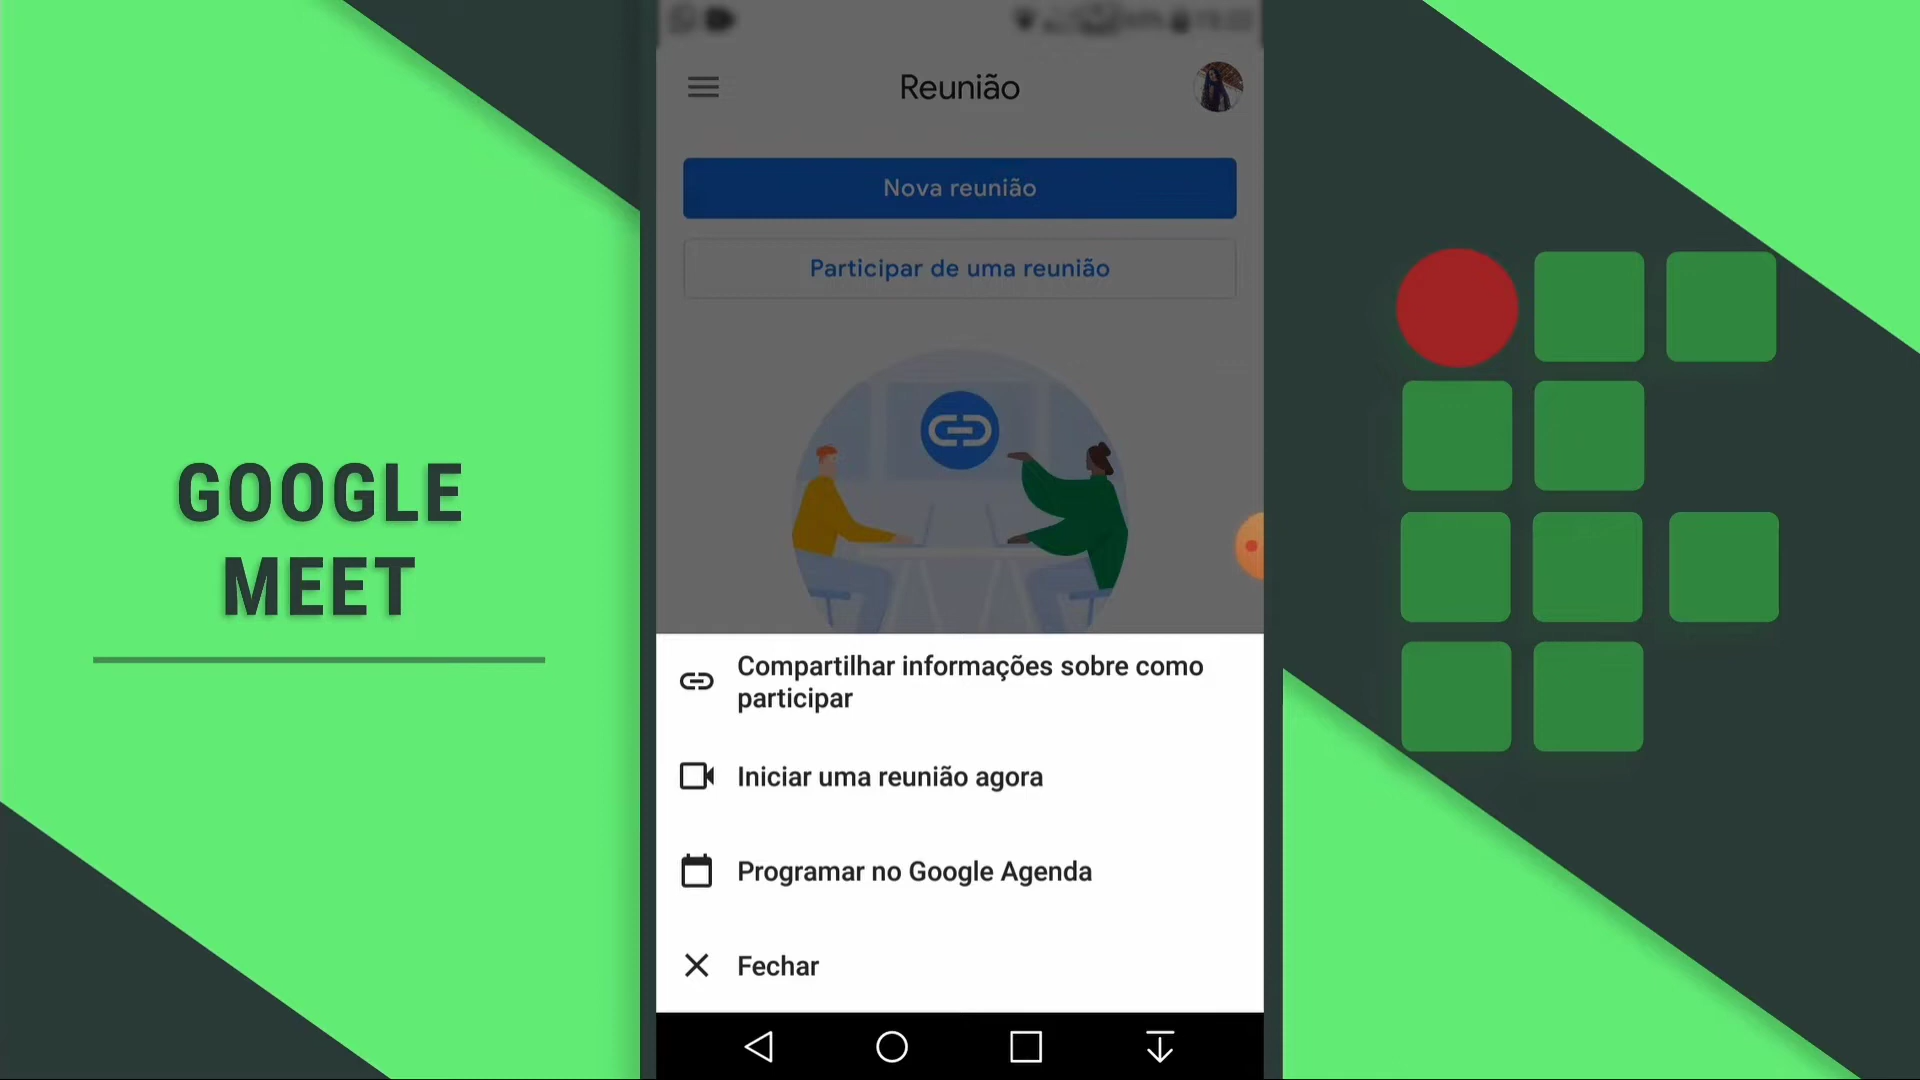 GOOGLE
MEET
Reunião
Nova reunião
Participar de uma reunião
Compartilhar informações sobre como
participar
Iniciar uma reunião agora
Programar no Google Agenda
Fechar